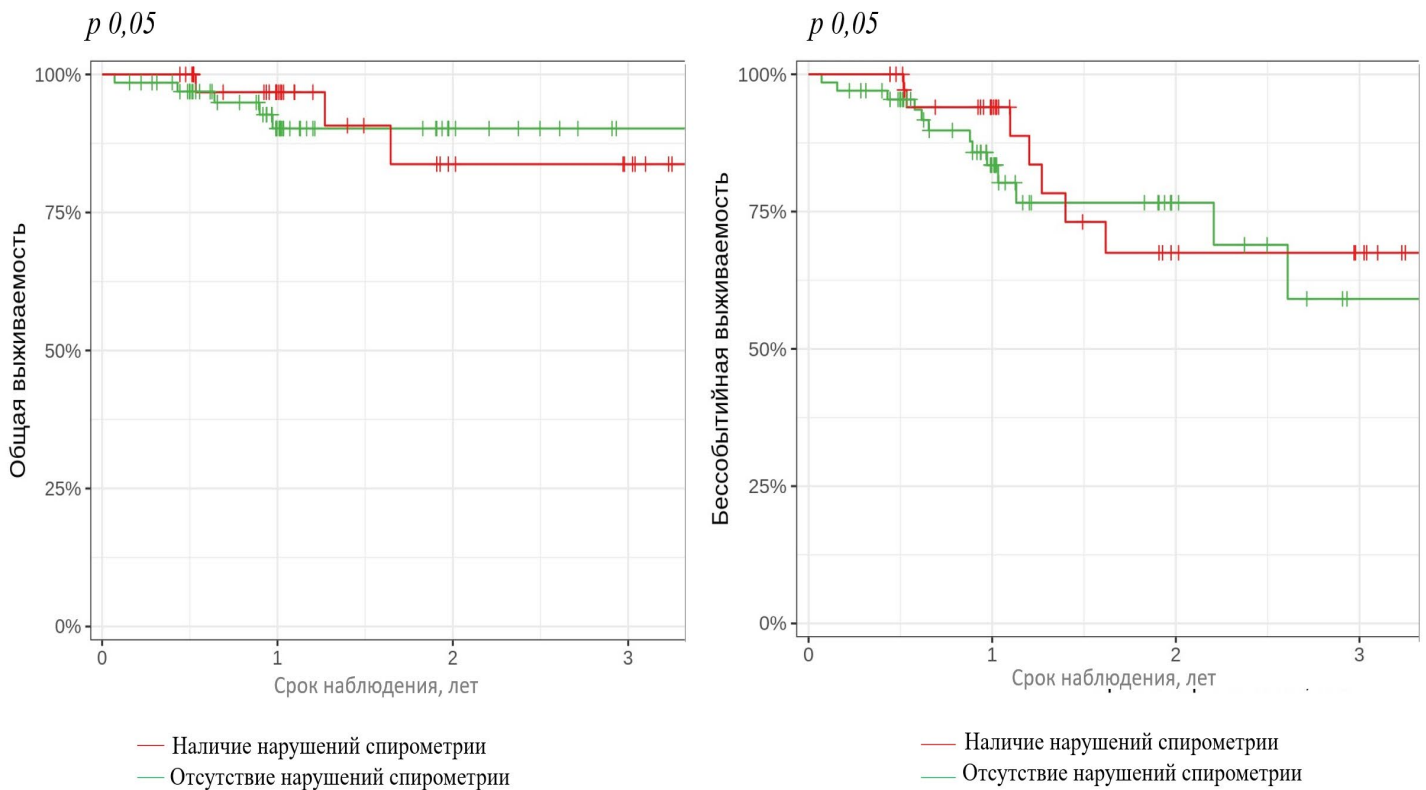 p 0,05
Общая выживаемость
100%
75%
50%
25%
0%
0
1
2
3
Срок наблюдения, лет
Наличие нарушений спирометрии
Отсутствие нарушений спирометрии
p 0,05
Бессобытийная выживаемость
100%
75%
50%
25%
0%
0
1
2
3
Срок наблюдения, лет
Наличие нарушений спирометрии
Отсутствие нарушений спирометрии